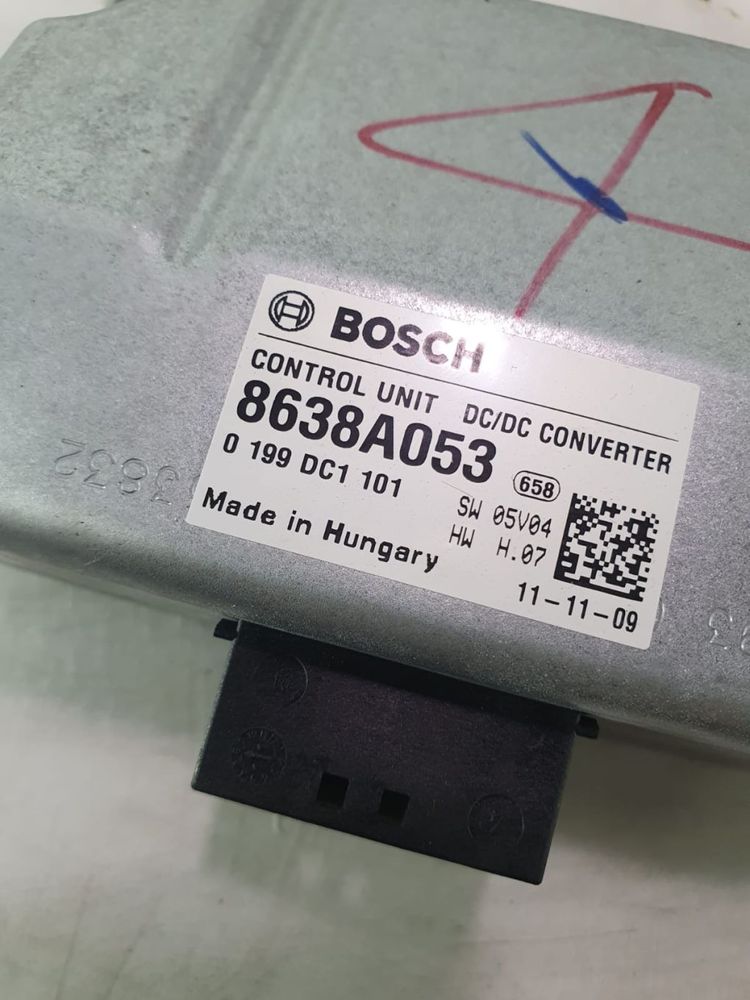 4
BOSCH
CONTROL UNIT DC/DC CONVERTER
8638A053
0 199 DC1 101
658
SW 05V04
HW H.07
Made in Hungary
11-11-09